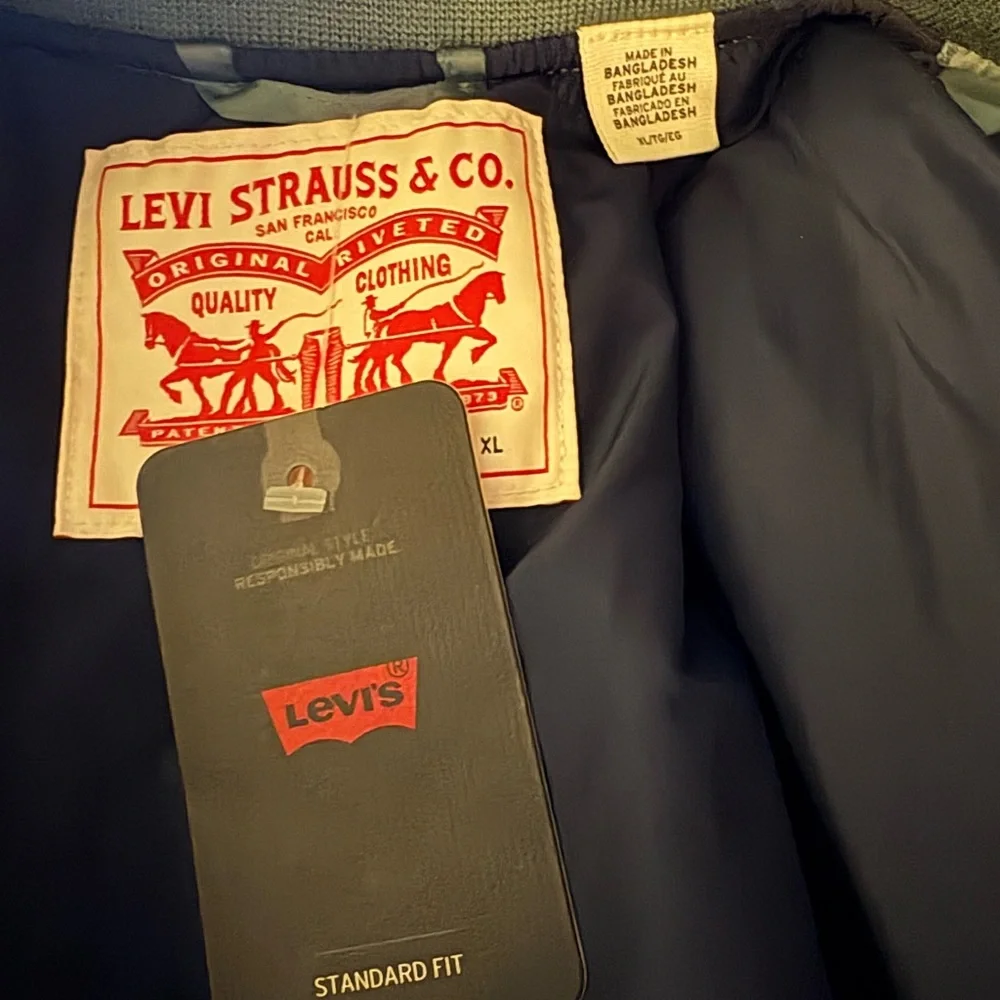 LEVI STRAUSS & CO.
SAN FRANCISCO
CAL
ORIGINAL RIVETED
QUALITY CLOTHING
XL
MADE IN
BANGLADESH
FABRIQUÉ AU
BANGLADESH
FABRICADO EN
BANGLADESH
XL/TG/EG
ORIGINAL STYLE
RESPONSIBLY MADE
LEVI'S®
STANDARD FIT